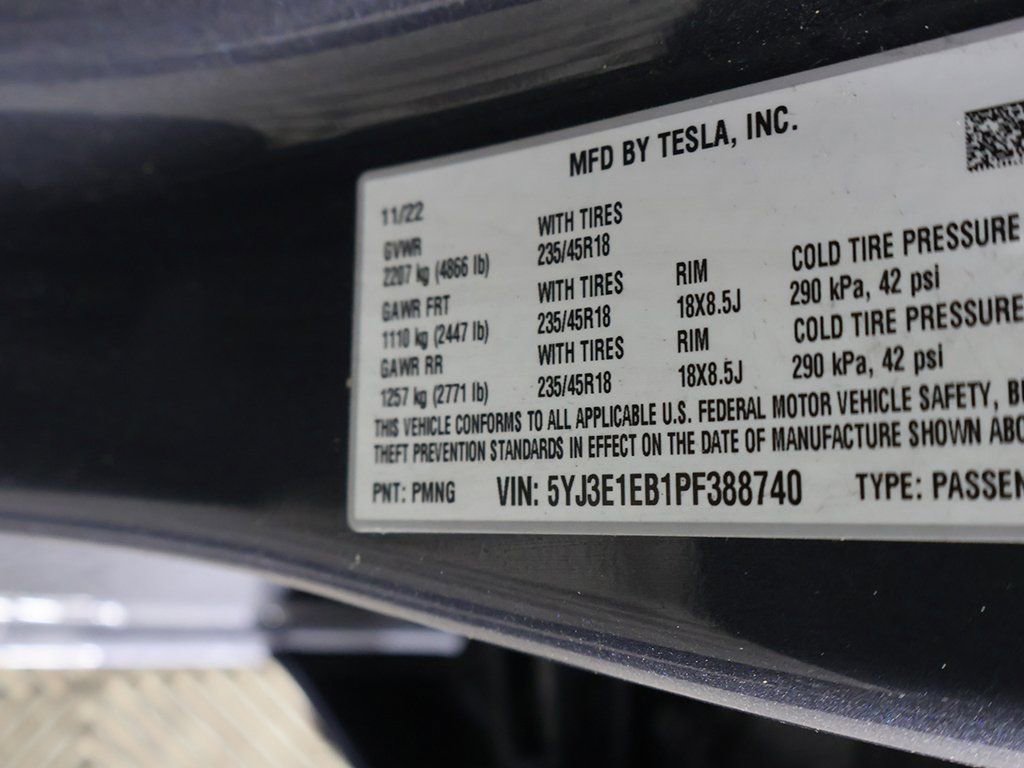 MFD BY TESLA, INC.
11/22
GVWR WITH TIRES
2207 kg (4866 lb) 235/45R18
GAWR FRT WITH TIRES RIM COLD TIRE PRESSURE
1110 kg (2447 lb) 235/45R18 18X8.5J 290 kPa, 42 psi
GAWR RR WITH TIRES RIM COLD TIRE PRESSURE
1257 kg (2771 lb) 235/45R18 18X8.5J 290 kPa, 42 psi
THIS VEHICLE CONFORMS TO ALL APPLICABLE U.S. FEDERAL MOTOR VEHICLE SAFETY,
THEFT PREVENTION STANDARDS IN EFFECT ON THE DATE OF MANUFACTURE SHOWN ABO
PNT: PMNG VIN: 5YJ3E1EB1PF388740 TYPE: PASSEN